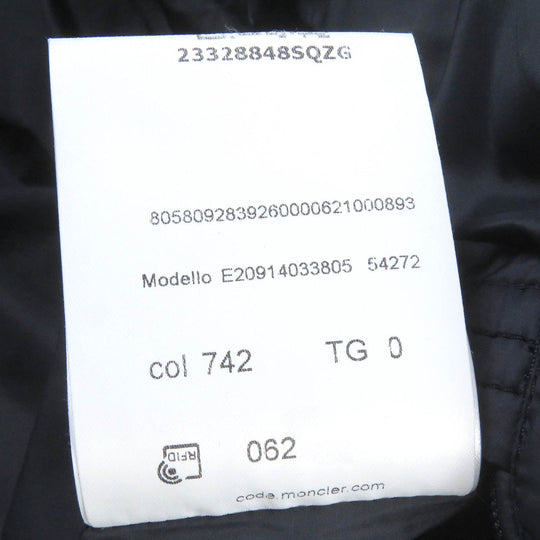 23328848SQZG
8058092839260000621000893
Modello E20914033805 54272
col 742 TG 0
RFID 062
code.moncler.com